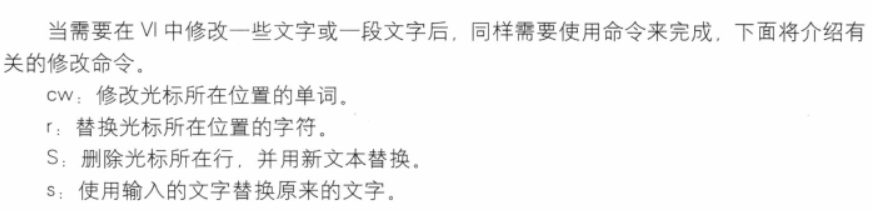 当需要在 VI 中修改一些文字或一段文字后，同样需要使用命令来完成，下面将介绍有
关的修改命令。
cw：修改光标所在位置的单词。
r：替换光标所在位置的字符。
S：删除光标所在行，并用新文本替换。
s：使用输入的文字替换原来的文字。